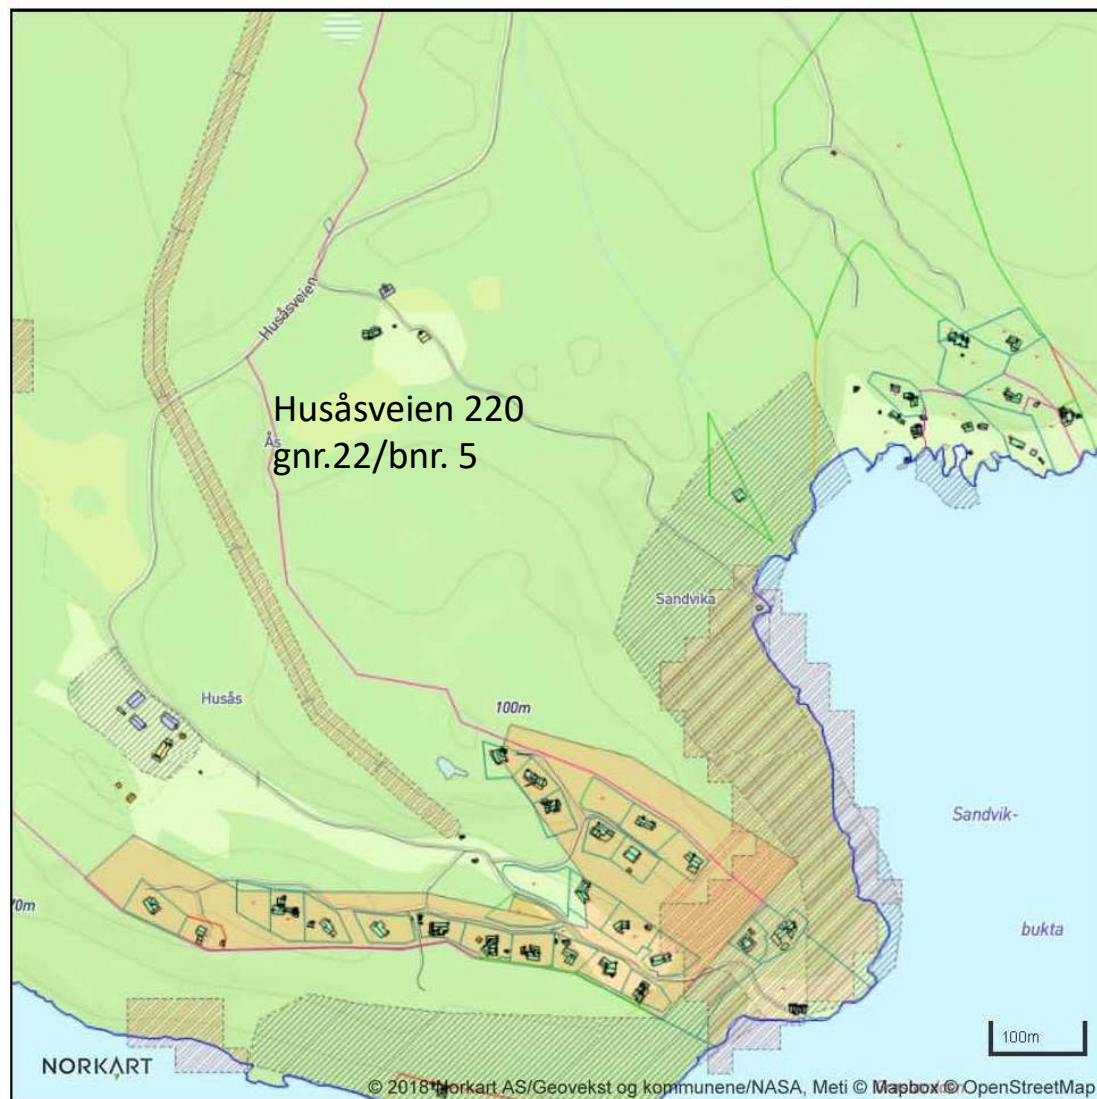 Husåsveien
Husåsveien 220
Ås
gnr.22/bnr. 5
Sandvika
Husås
100m
Sandvik-
70m
bukta
100m
NORKART
© 2018 Norkart AS/Geovekst og kommunene/NASA, Meti © Mapbox © OpenStreetMap